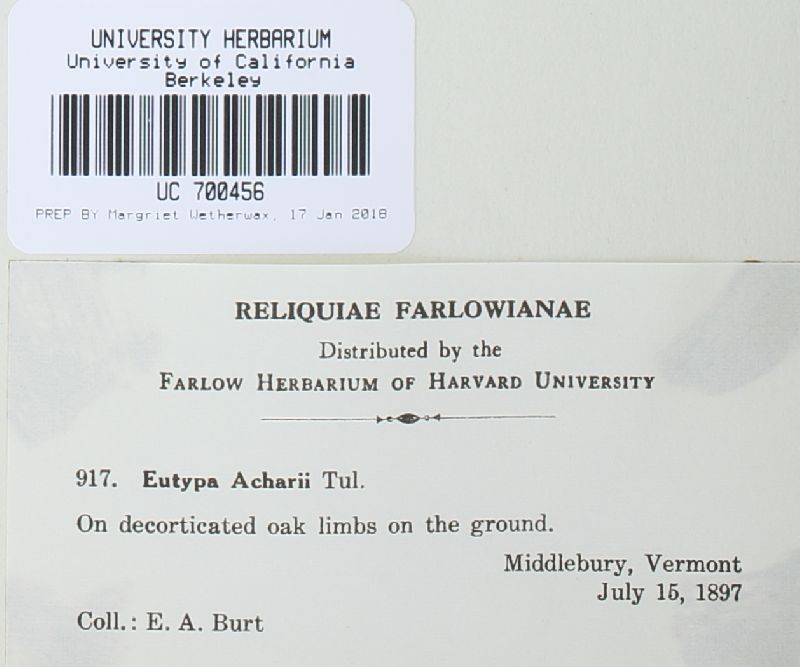 UNIVERSITY HERBARIUM
University of California
Berkeley
UC 700456
PREP BY Margriet Wetherwax, 17 Jan 2018
RELIQUIAE FARLOWIANAE
Distributed by the
FARLOW HERBARIUM OF HARVARD UNIVERSITY
917. Eutypa Acharii Tul.
On decorticated oak limbs on the ground.
Middlebury, Vermont
July 15, 1897
Coll.: E. A. Burt